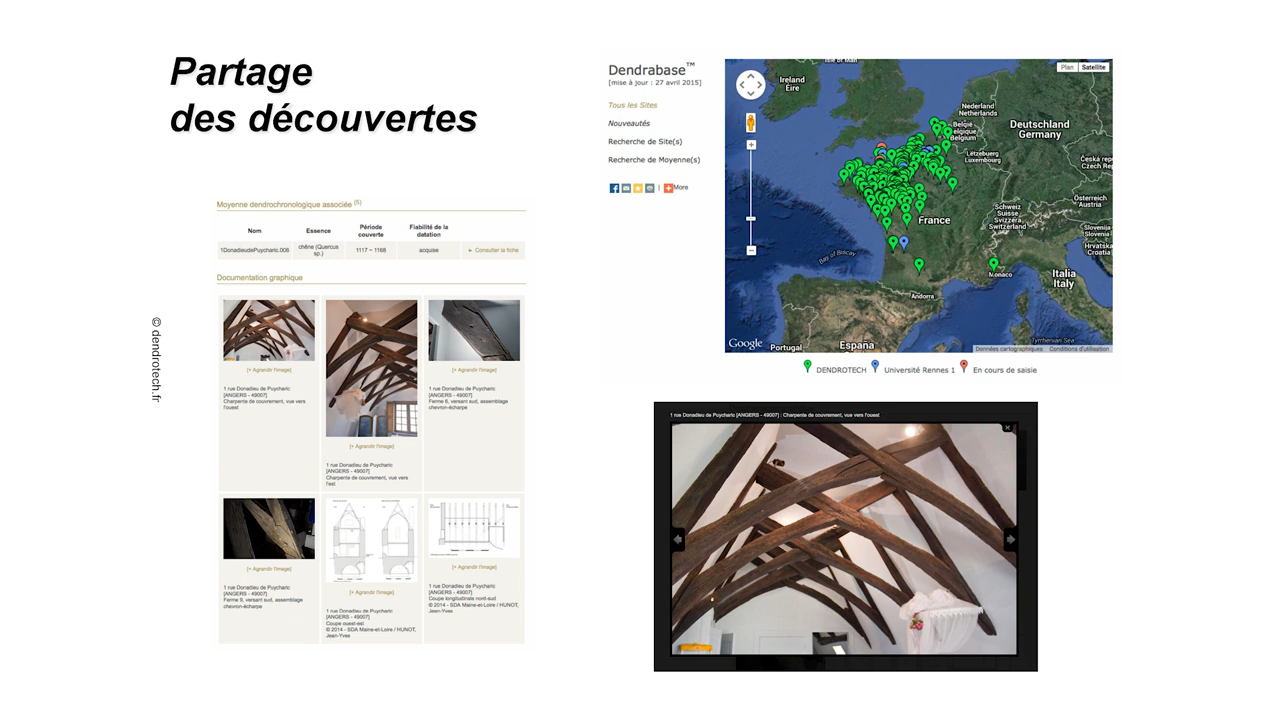 Partage
des découvertes
Moyenne dendrochronologique associée (5)
Nom
Essence
Période
couverte
Fiabilité de la
datation
1DonadieudePuycharic.006
chêne (Quercus
sp.)
1117 – 1168
acquise
► Consulter la fiche
Documentation graphique
[+ Agrandir l'image]
1 rue Donadieu de Puycharic
[ANGERS - 49007]
Charpente de couvrement, vue vers
l'ouest
[+ Agrandir l'image]
1 rue Donadieu de Puycharic
[ANGERS - 49007]
Charpente de couvrement, vue vers
l'est
[+ Agrandir l'image]
1 rue Donadieu de Puycharic
[ANGERS - 49007]
Ferme 6, versant sud, assemblage
chevron-écharpe
[+ Agrandir l'image]
1 rue Donadieu de Puycharic
[ANGERS - 49007]
Ferme 9, versant sud, assemblage
chevron-écharpe
[+ Agrandir l'image]
1 rue Donadieu de Puycharic
[ANGERS - 49007]
Coupe ouest-est
© 2014 - SDA Maine-et-Loire / HUNOT,
Jean-Yves
[+ Agrandir l'image]
1 rue Donadieu de Puycharic
[ANGERS - 49007]
Coupe longitudinale nord-sud
© 2014 - SDA Maine-et-Loire / HUNOT,
Jean-Yves
© dendrotech.fr
Dendrabase™
[mise à jour : 27 avril 2015]
Tous les Sites
Nouveautés
Recherche de Site(s)
Recherche de Moyenne(s)
| More
Isle of Man
Plan
Satellite
Ireland
Éire
Nederland
Netherlands
België
Belgique
Belgium
Deutschland
Germany
Lëtzebuerg
Luxembourg
Česká rep
Czech Rep
Österreich
Austria
Schweiz
Suisse
Svizzera
Switzerland
France
Slovenija
Slovenia
Hrvatska
Croatia
Bay of Biscay
Monaco
Italia
Italy
Andorra
Tyrrhenian Sea
Google
Portugal
España
Spain
Données cartographiques
Conditions d'utilisation
DENDROTECH
Université Rennes 1
En cours de saisie
1 rue Donadieu de Puycharic [ANGERS - 49007] : Charpente de couvrement, vue vers l'ouest